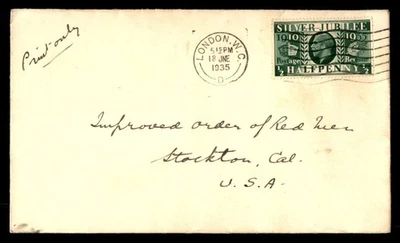 Print only
LONDON. W.C.
5 15 PM
18 JNE
1935
D
SILVER JUBILEE
1910 1935
HALFPENNY
½ ½
Improved Order of Red Men
Stockton, Cal.
U.S.A.